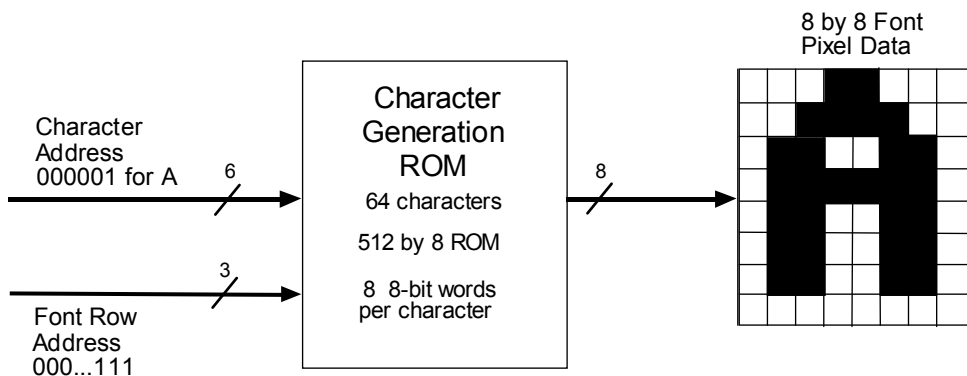 Character
Address
000001 for A
6
3
Font Row
Address
000...111
Character
Generation
ROM
64 characters
512 by 8 ROM
8 8-bit words
per character
8
8 by 8 Font
Pixel Data